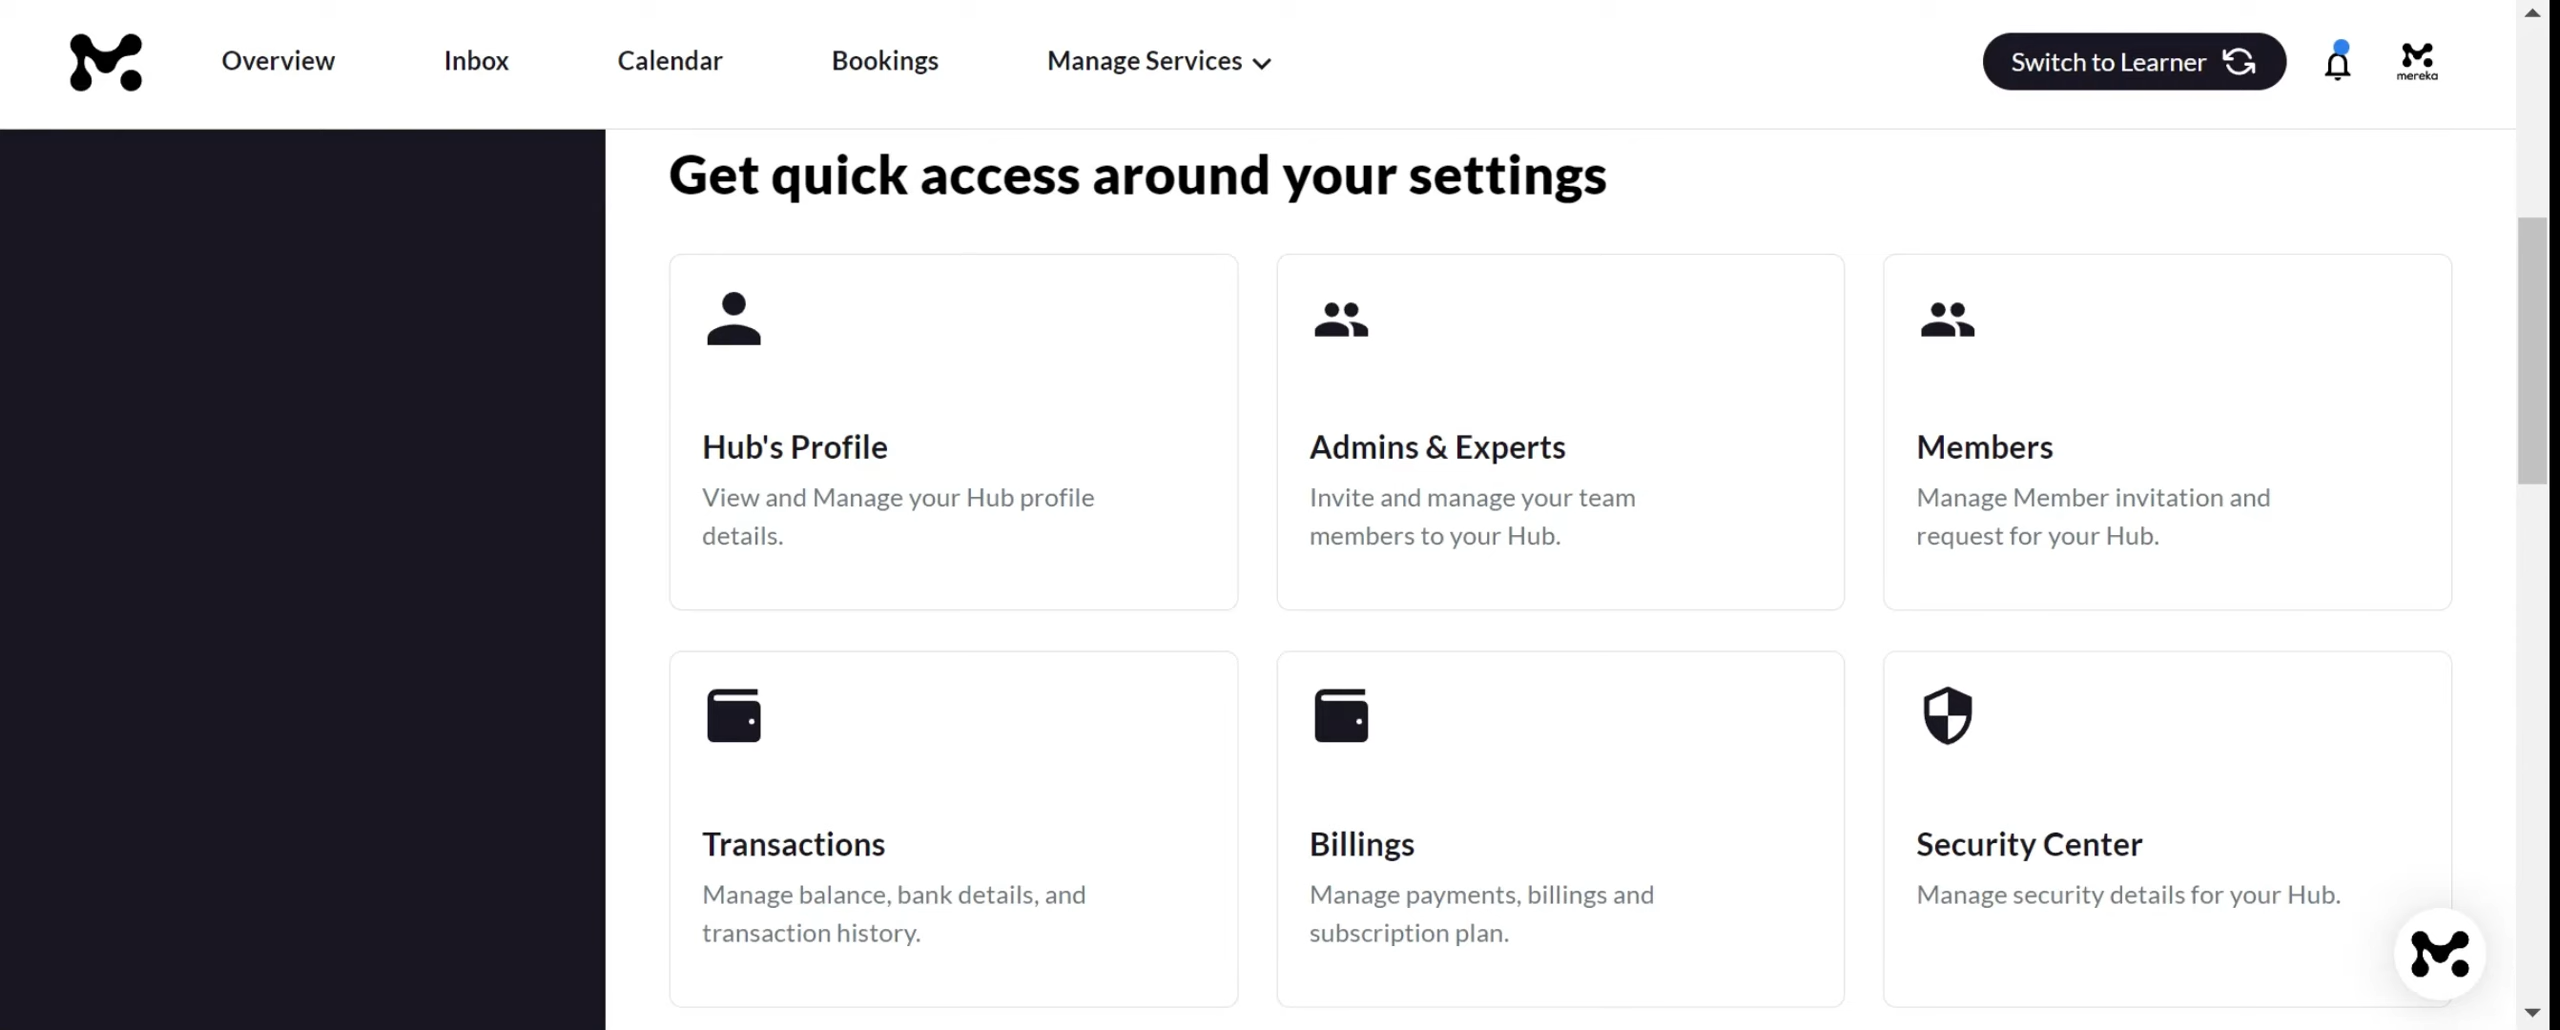 Overview
Inbox
Calendar
Bookings
Manage Services
Switch to Learner
mereka
Get quick access around your settings
Hub's Profile
View and Manage your Hub profile
details.
Admins & Experts
Invite and manage your team
members to your Hub.
Members
Manage Member invitation and
request for your Hub.
Transactions
Manage balance, bank details, and
transaction history.
Billings
Manage payments, billings and
subscription plan.
Security Center
Manage security details for your Hub.